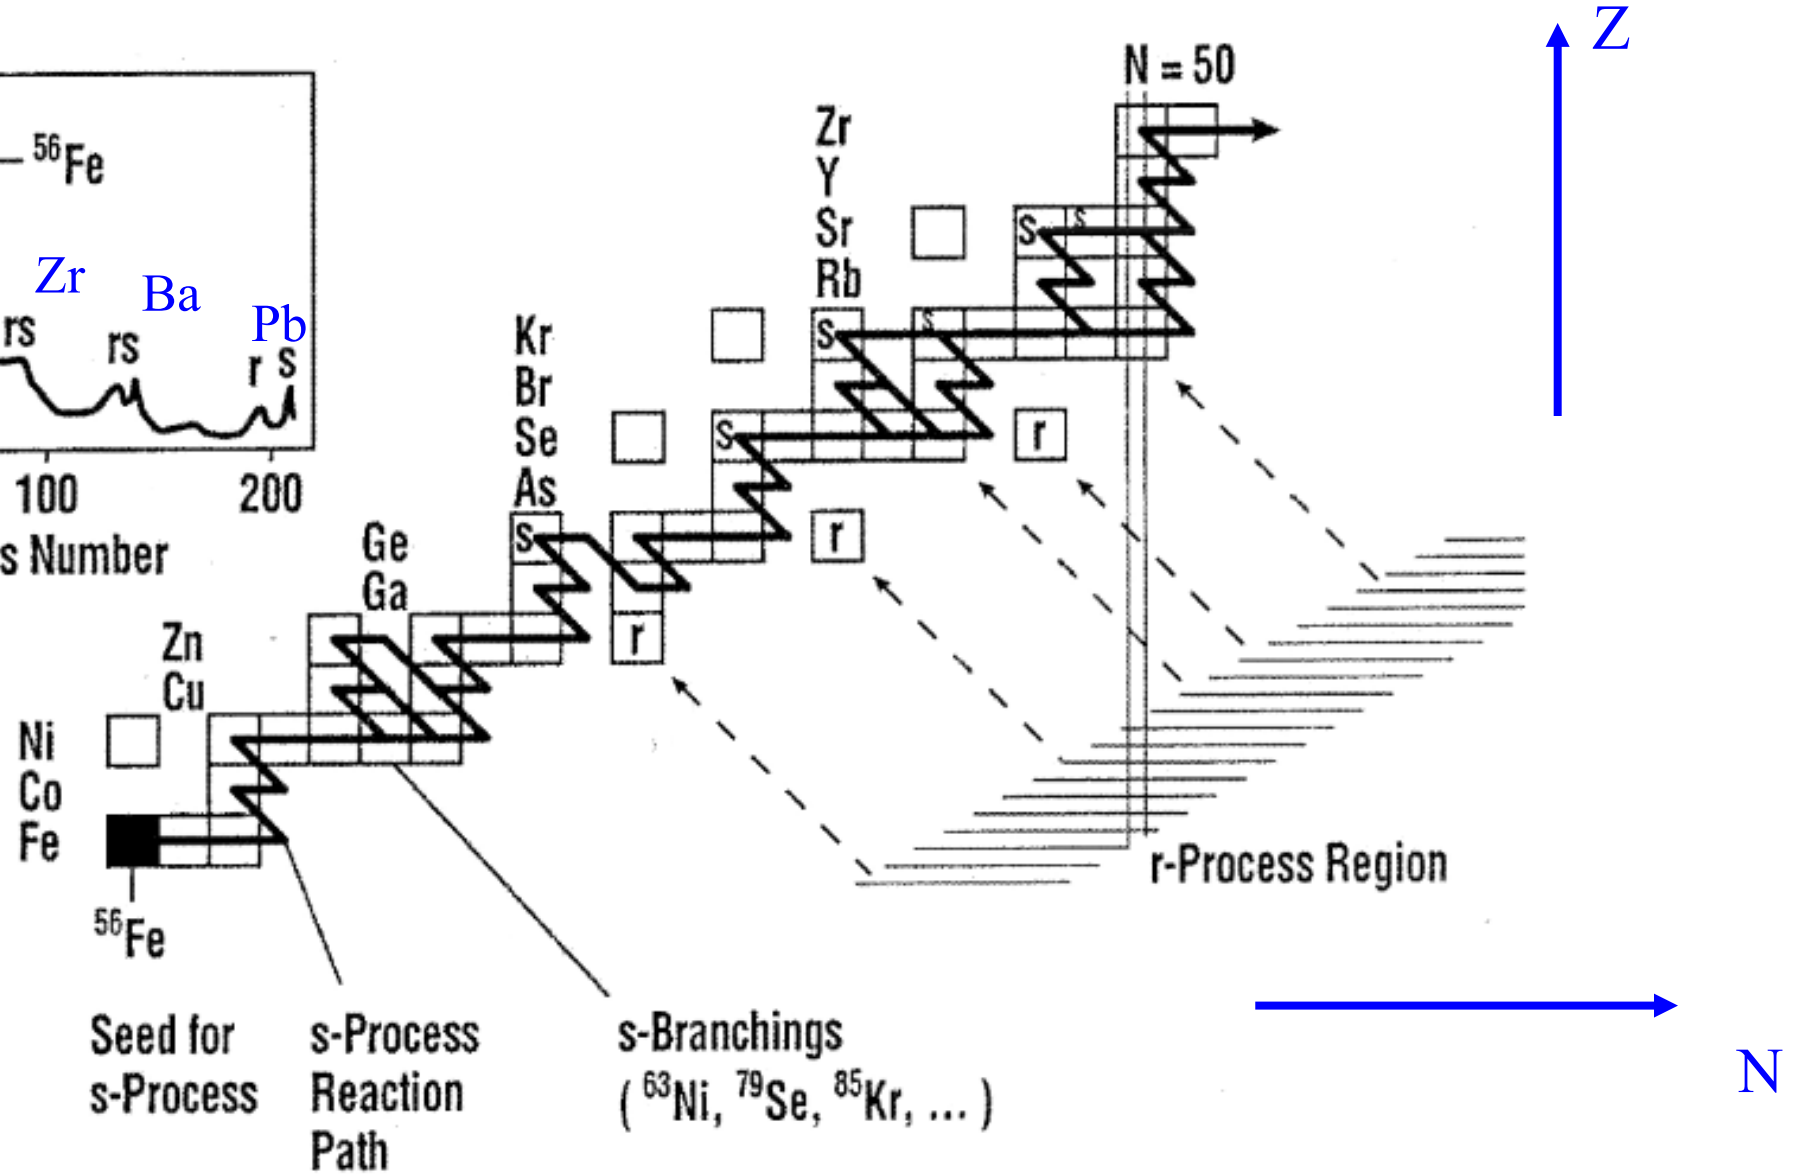 Z
N = 50
Zr
Y
Sr
Rb
⁵⁶Fe
Zr
Ba
Pb
rs
rs
r
s
100
200
s Number
Kr
Br
Se
As
Ge
Ga
Zn
Cu
Ni
Co
Fe
s
s
s
s
s
s
r
r
r
⁵⁶Fe
r-Process Region
Seed for
s-Process
s-Process
Reaction
Path
s-Branchings
( ⁶³Ni, ⁷⁹Se, ⁸⁵Kr, ... )
N